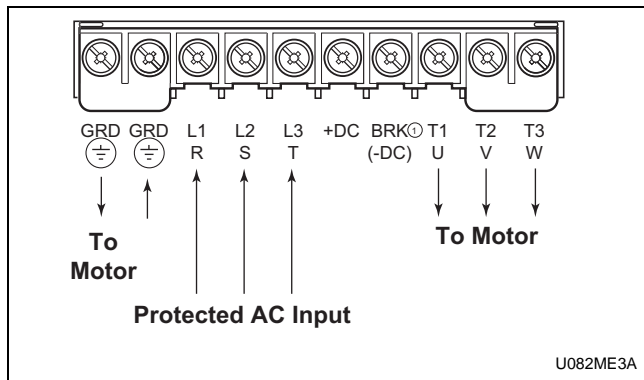 GRD GRD L1 L2 L3 +DC BRK① T1 T2 T3
R S T (-DC) U V W
To Motor
To
Motor
Protected AC Input
U082ME3A